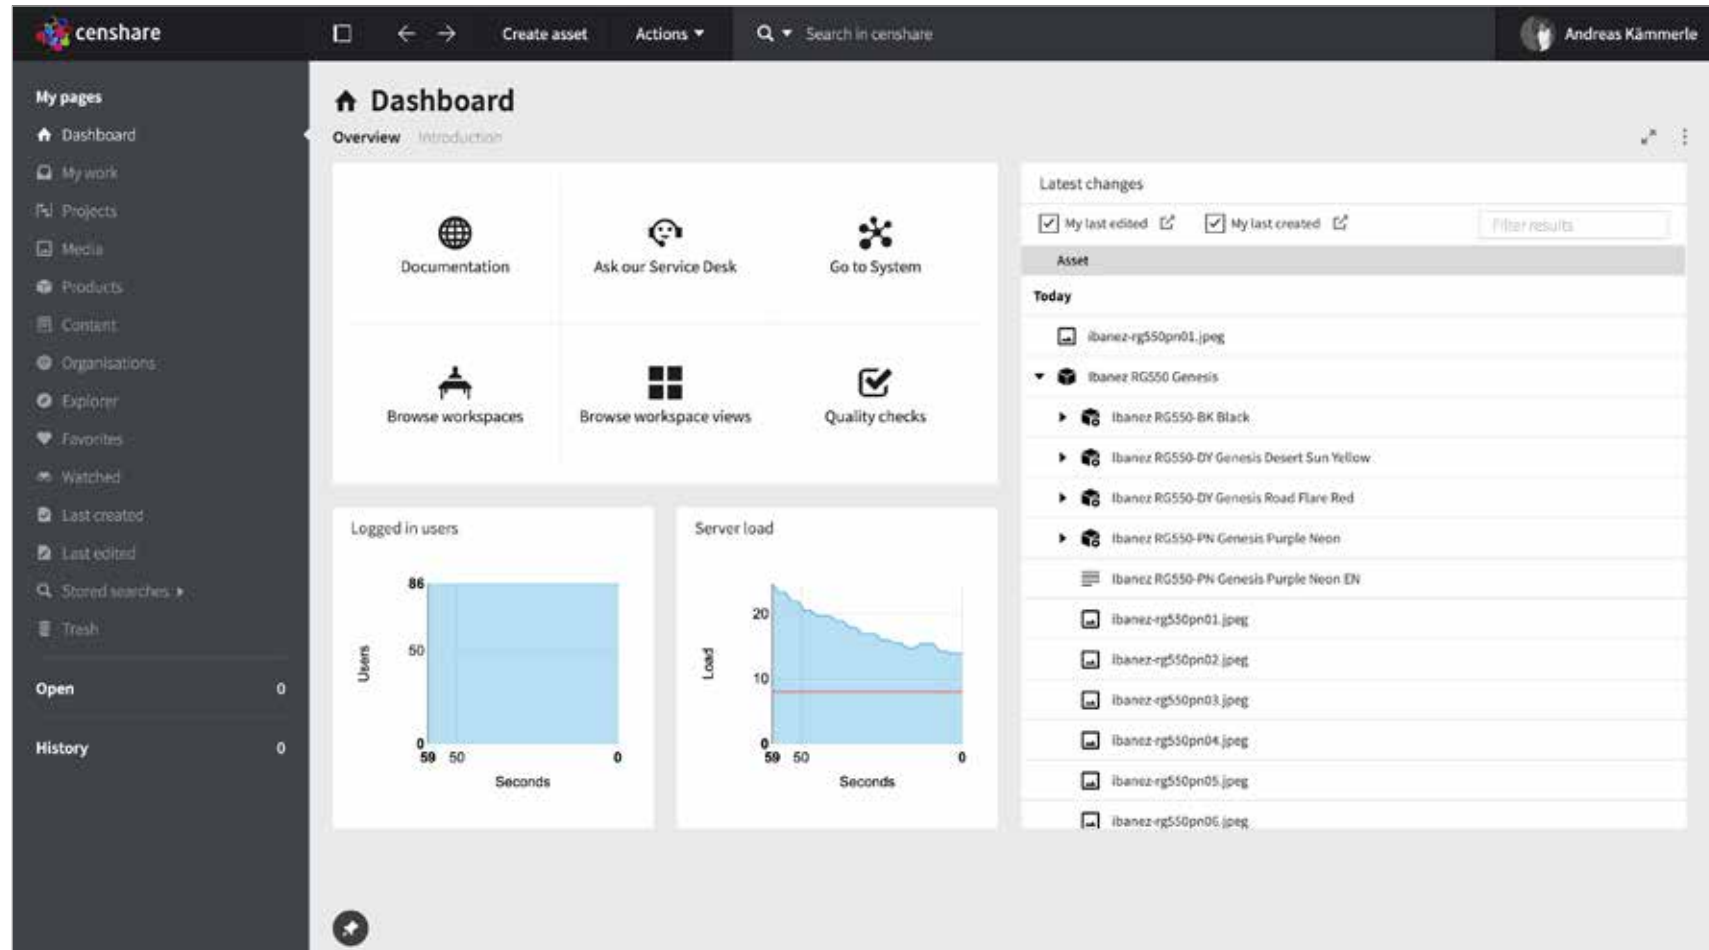 censhare
Create asset
Actions
Search in censhare
Andreas Kämmerle
My pages
Dashboard
My work
Projects
Media
Products
Content
Organisations
Explorer
Favorites
Watched
Last created
Last edited
Stored searches
Trash
Open 0
History 0
Dashboard
Overview Introduction
Documentation
Ask our Service Desk
Go to System
Browse workspaces
Browse workspace views
Quality checks
Logged in users
86
50
0
Users
59 50 0
Seconds
Server load
20
10
0
Load
59 50 0
Seconds
Latest changes
My last edited My last created Filter results
Asset
Today
ibanez-rg550pn01.jpeg
Ibanez RG550 Genesis
Ibanez RG550-BK Black
Ibanez RG550-DY Genesis Desert Sun Yellow
Ibanez RG550-DY Genesis Road Flare Red
Ibanez RG550-PN Genesis Purple Neon
Ibanez RG550-PN Genesis Purple Neon EN
ibanez-rg550pn01.jpeg
ibanez-rg550pn02.jpeg
ibanez-rg550pn03.jpeg
ibanez-rg550pn04.jpeg
ibanez-rg550pn05.jpeg
ibanez-rg550pn06.jpeg